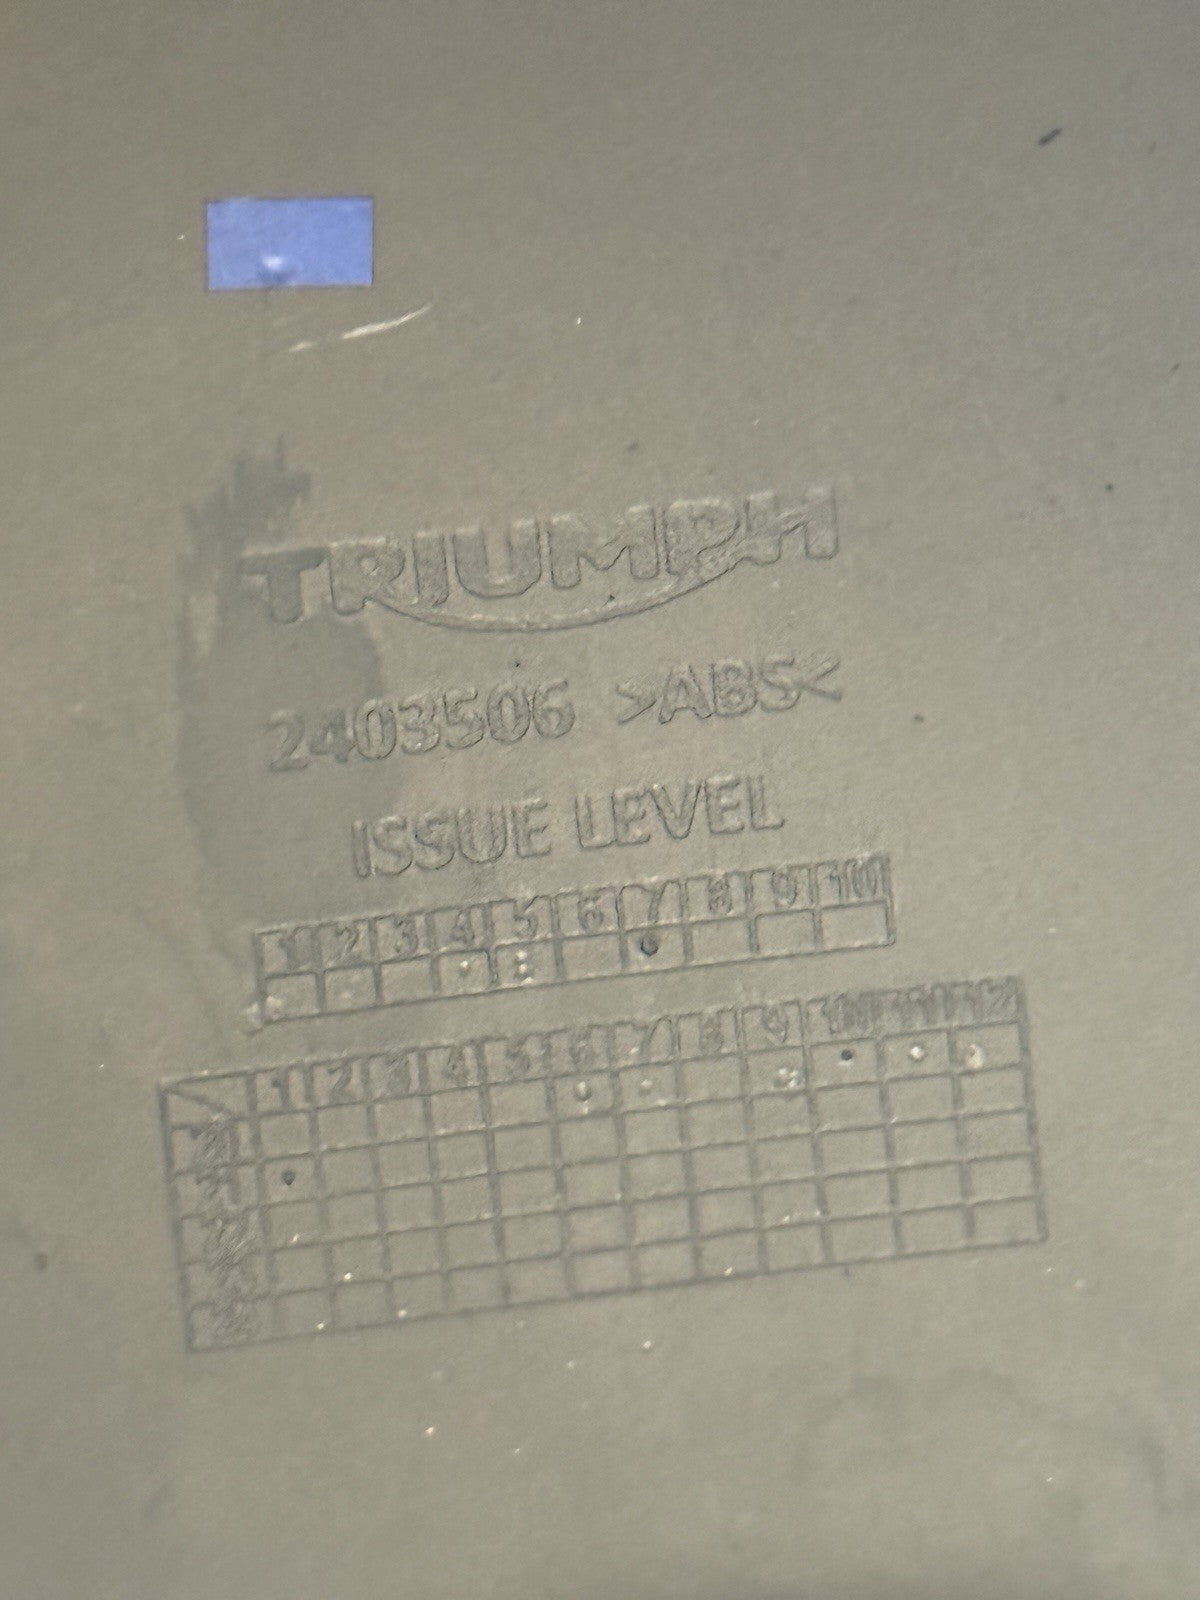 TRIUMPH
2403506 >ABS<
ISSUE LEVEL
1 2 3 4 5 6 7 8 9 10
1 2 3 4 5 6 7 8 9 10 11 12